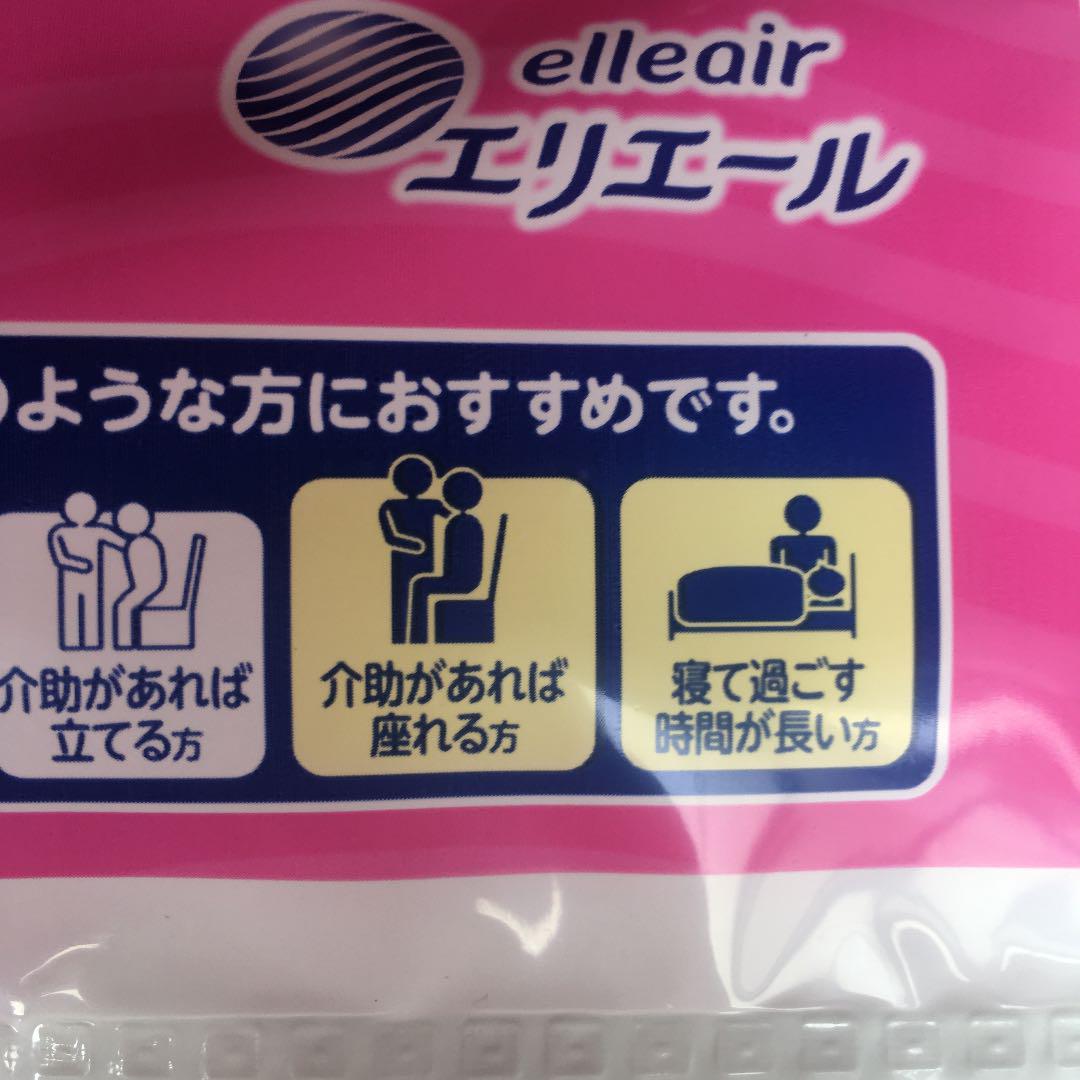 elleair
エリエール
のような方におすすめです。
介助があれば
立てる方
介助があれば
座れる方
寝て過ごす
時間が長い方